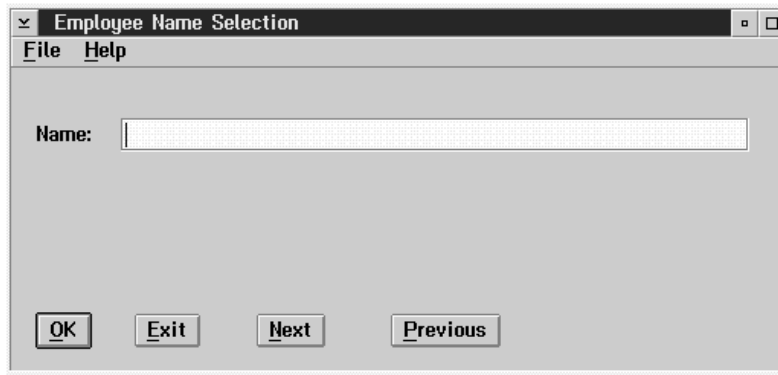 Employee Name Selection
File Help
Name:
OK Exit Next Previous